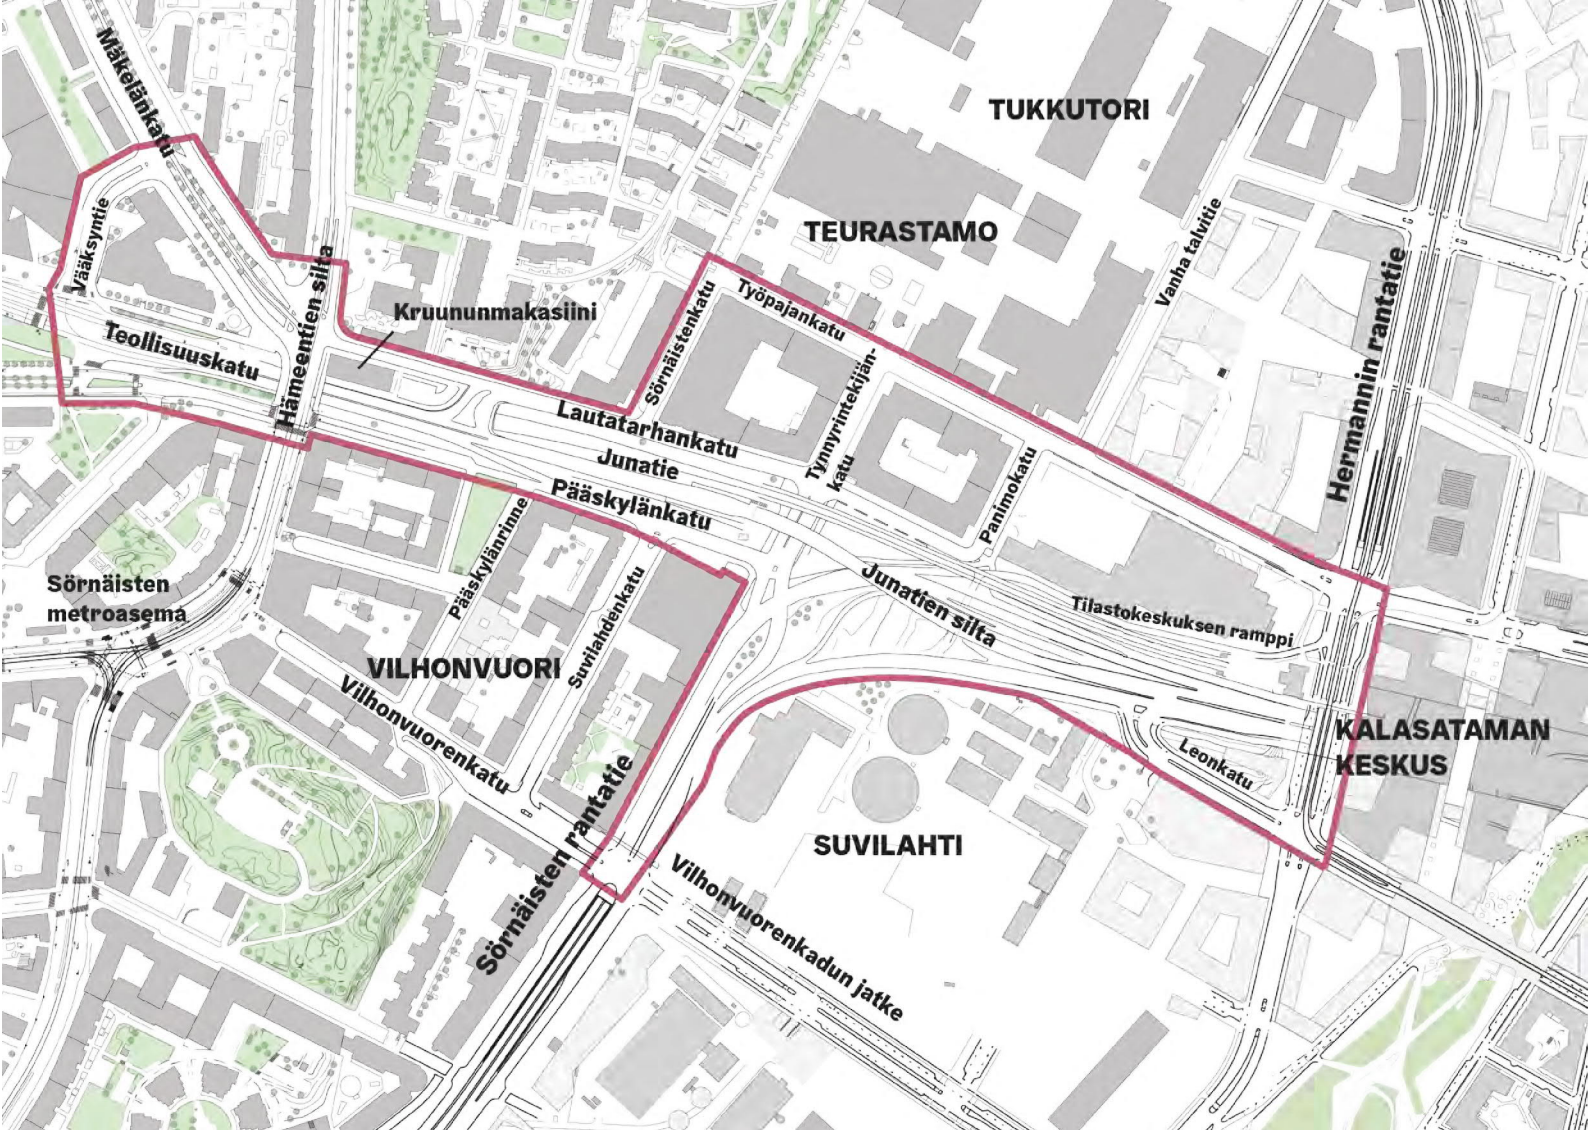 Mäkelänkatu
TUKKUTORI
TEURASTAMO
Vääksyntie
Vanha talvitie
Hämeentien silta
Kruununmakasiini
Työpajankatu
Sörnäistenkatu
Hermannin rantatie
Teollisuuskatu
Tynnyrintekijän-
katu
Lautatarhankatu
Junatie
Pääskylänkatu
Panimokatu
Pääskylänrinne
Junatien silta
Tilastokeskuksen ramppi
Sörnäisten
metroasema
Suvilahdenkatu
VILHONVUORI
Vilhonvuorenkatu
KALASATAMAN
KESKUS
Leonkatu
Sörnäisten rantatie
SUVILAHTI
Vilhonvuorenkadun jatke